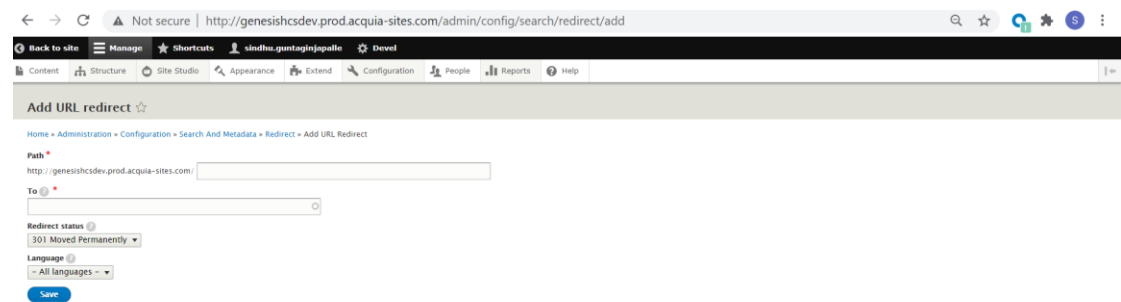 Not secure | http://genesishcsdev.prod.acquia-sites.com/admin/config/search/redirect/add S
Back to site Manage Shortcuts sindhu.guntaginjapalle Devel
Content Structure Site Studio Appearance Extend Configuration People Reports Help
Add URL redirect
Home » Administration » Configuration » Search And Metadata » Redirect » Add URL Redirect
Path *
http://genesishcsdev.prod.acquia-sites.com/
To ? *
Redirect status ?
301 Moved Permanently
Language ?
- All languages -
Save